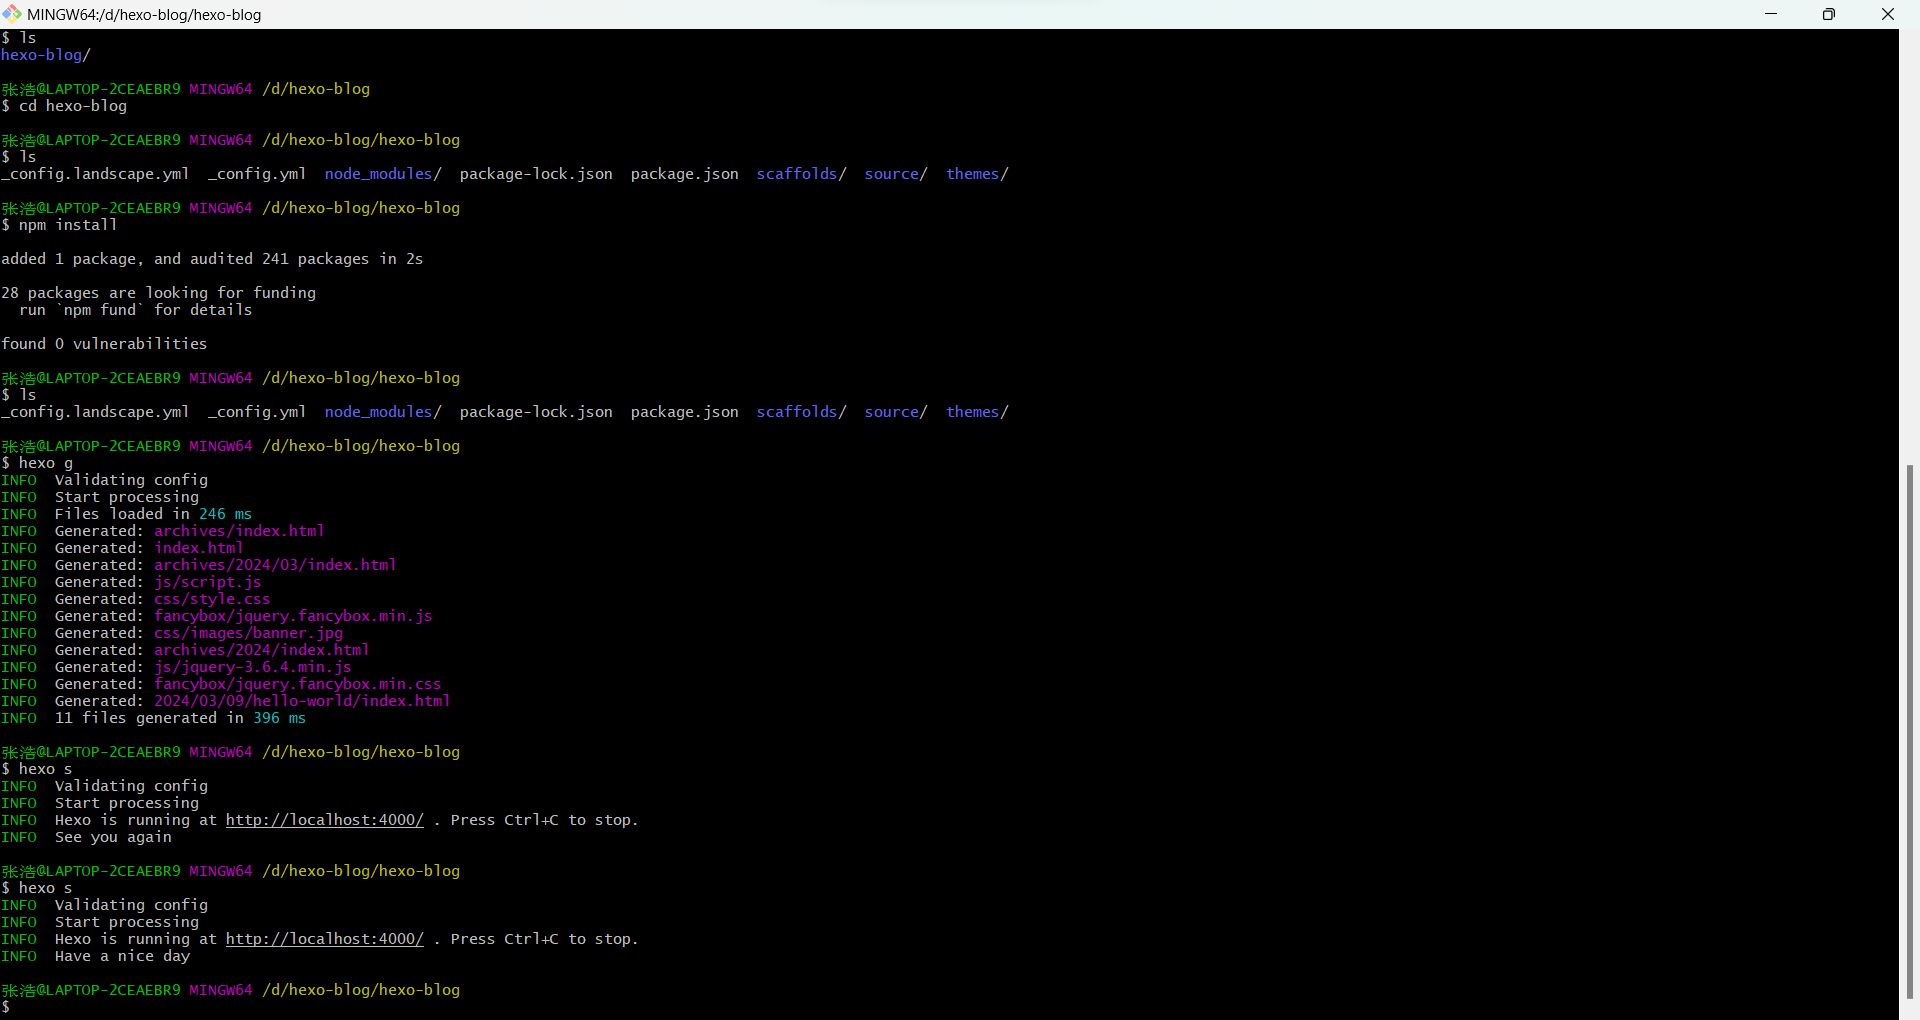 MINGW64:/d/hexo-blog/hexo-blog
$ ls
hexo-blog/
张浩@LAPTOP-2CEAEBR9 MINGW64 /d/hexo-blog
$ cd hexo-blog
张浩@LAPTOP-2CEAEBR9 MINGW64 /d/hexo-blog/hexo-blog
$ ls
_config.landscape.yml  _config.yml  node_modules/  package-lock.json  package.json  scaffolds/  source/  themes/
张浩@LAPTOP-2CEAEBR9 MINGW64 /d/hexo-blog/hexo-blog
$ npm install
added 1 package, and audited 241 packages in 2s
28 packages are looking for funding
  run `npm fund` for details
found 0 vulnerabilities
张浩@LAPTOP-2CEAEBR9 MINGW64 /d/hexo-blog/hexo-blog
$ ls
_config.landscape.yml  _config.yml  node_modules/  package-lock.json  package.json  scaffolds/  source/  themes/
张浩@LAPTOP-2CEAEBR9 MINGW64 /d/hexo-blog/hexo-blog
$ hexo g
INFO  Validating config
INFO  Start processing
INFO  Files loaded in 246 ms
INFO  Generated: archives/index.html
INFO  Generated: index.html
INFO  Generated: archives/2024/03/index.html
INFO  Generated: js/script.js
INFO  Generated: css/style.css
INFO  Generated: fancybox/jquery.fancybox.min.js
INFO  Generated: css/images/banner.jpg
INFO  Generated: archives/2024/index.html
INFO  Generated: js/jquery-3.6.4.min.js
INFO  Generated: fancybox/jquery.fancybox.min.css
INFO  Generated: 2024/03/09/hello-world/index.html
INFO  11 files generated in 396 ms
张浩@LAPTOP-2CEAEBR9 MINGW64 /d/hexo-blog/hexo-blog
$ hexo s
INFO  Validating config
INFO  Start processing
INFO  Hexo is running at http://localhost:4000/ . Press Ctrl+C to stop.
INFO  See you again
张浩@LAPTOP-2CEAEBR9 MINGW64 /d/hexo-blog/hexo-blog
$ hexo s
INFO  Validating config
INFO  Start processing
INFO  Hexo is running at http://localhost:4000/ . Press Ctrl+C to stop.
INFO  Have a nice day
张浩@LAPTOP-2CEAEBR9 MINGW64 /d/hexo-blog/hexo-blog
$